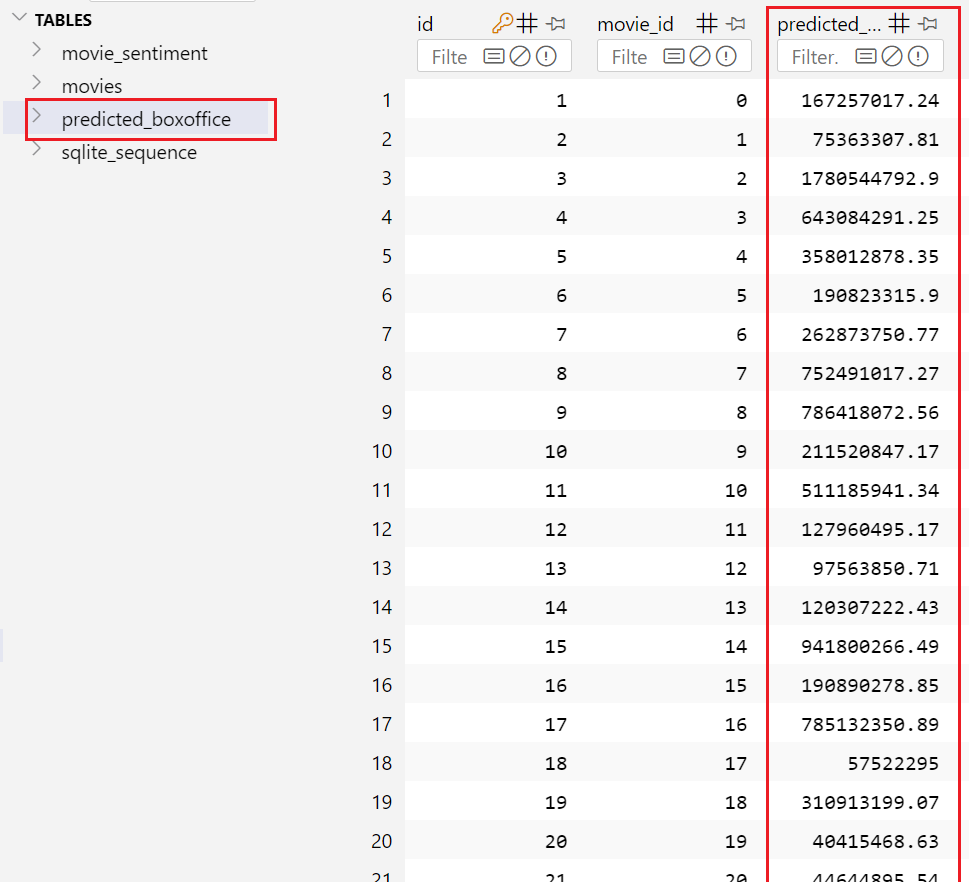 TABLES
movie_sentiment
movies
predicted_boxoffice
sqlite_sequence
id movie_id predicted_...
Filte Filte Filter.
1 1 0 167257017.24
2 2 1 75363307.81
3 3 2 1780544792.9
4 4 3 643084291.25
5 5 4 358012878.35
6 6 5 190823315.9
7 7 6 262873750.77
8 8 7 752491017.27
9 9 8 786418072.56
10 10 9 211520847.17
11 11 10 511185941.34
12 12 11 127960495.17
13 13 12 97563850.71
14 14 13 120307222.43
15 15 14 941800266.49
16 16 15 190890278.85
17 17 16 785132350.89
18 18 17 57522295
19 19 18 310913199.07
20 20 19 40415468.63
21 21 20 44644895.54